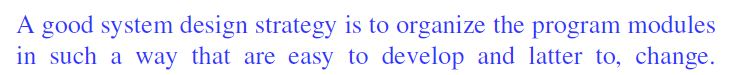 A good system design strategy is to organize the program modules
in such a way that are easy to develop and latter to, change.